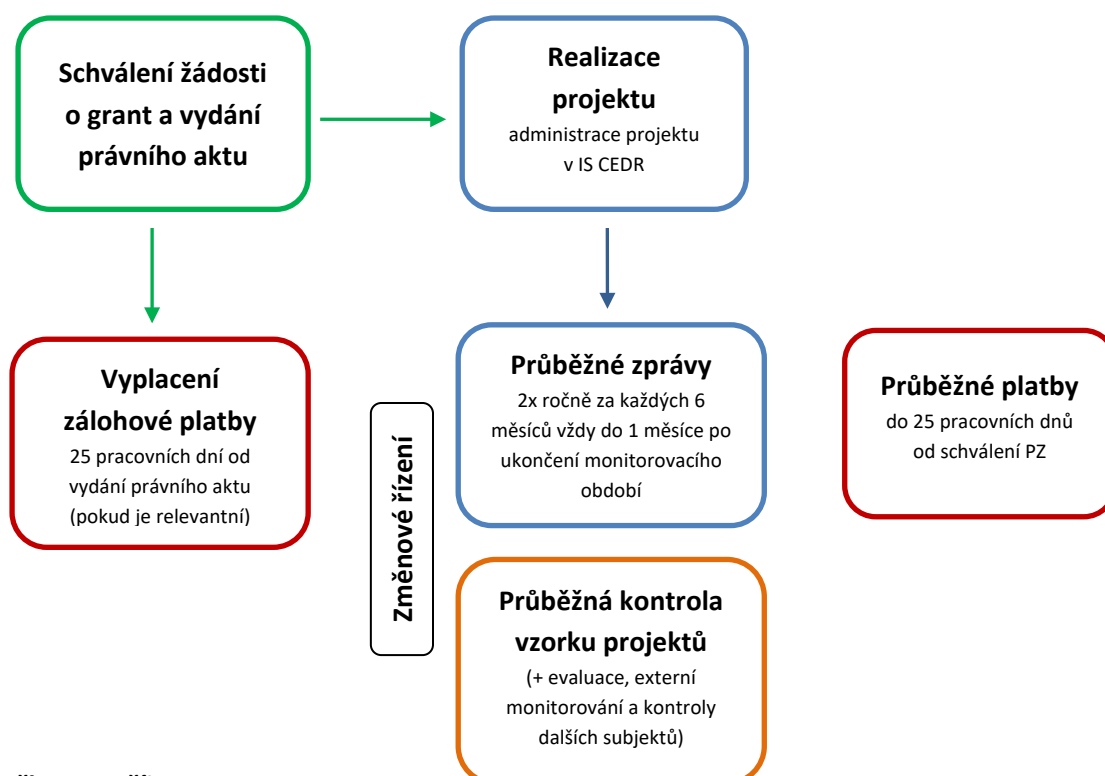 Schválení žádosti
o grant a vydání
právního aktu
Realizace
projektu
administrace projektu
v IS CEDR
Vyplacení
zálohové platby
25 pracovních dní od
vydání právního aktu
(pokud je relevantní)
Změnové řízení
Průběžné zprávy
2x ročně za každých 6
měsíců vždy do 1 měsíce po
ukončení monitorovacího
období
Průběžné platby
do 25 pracovních dnů
od schválení PZ
Průběžná kontrola
vzorku projektů
(+ evaluace, externí
monitorování a kontroly
dalších subjektů)